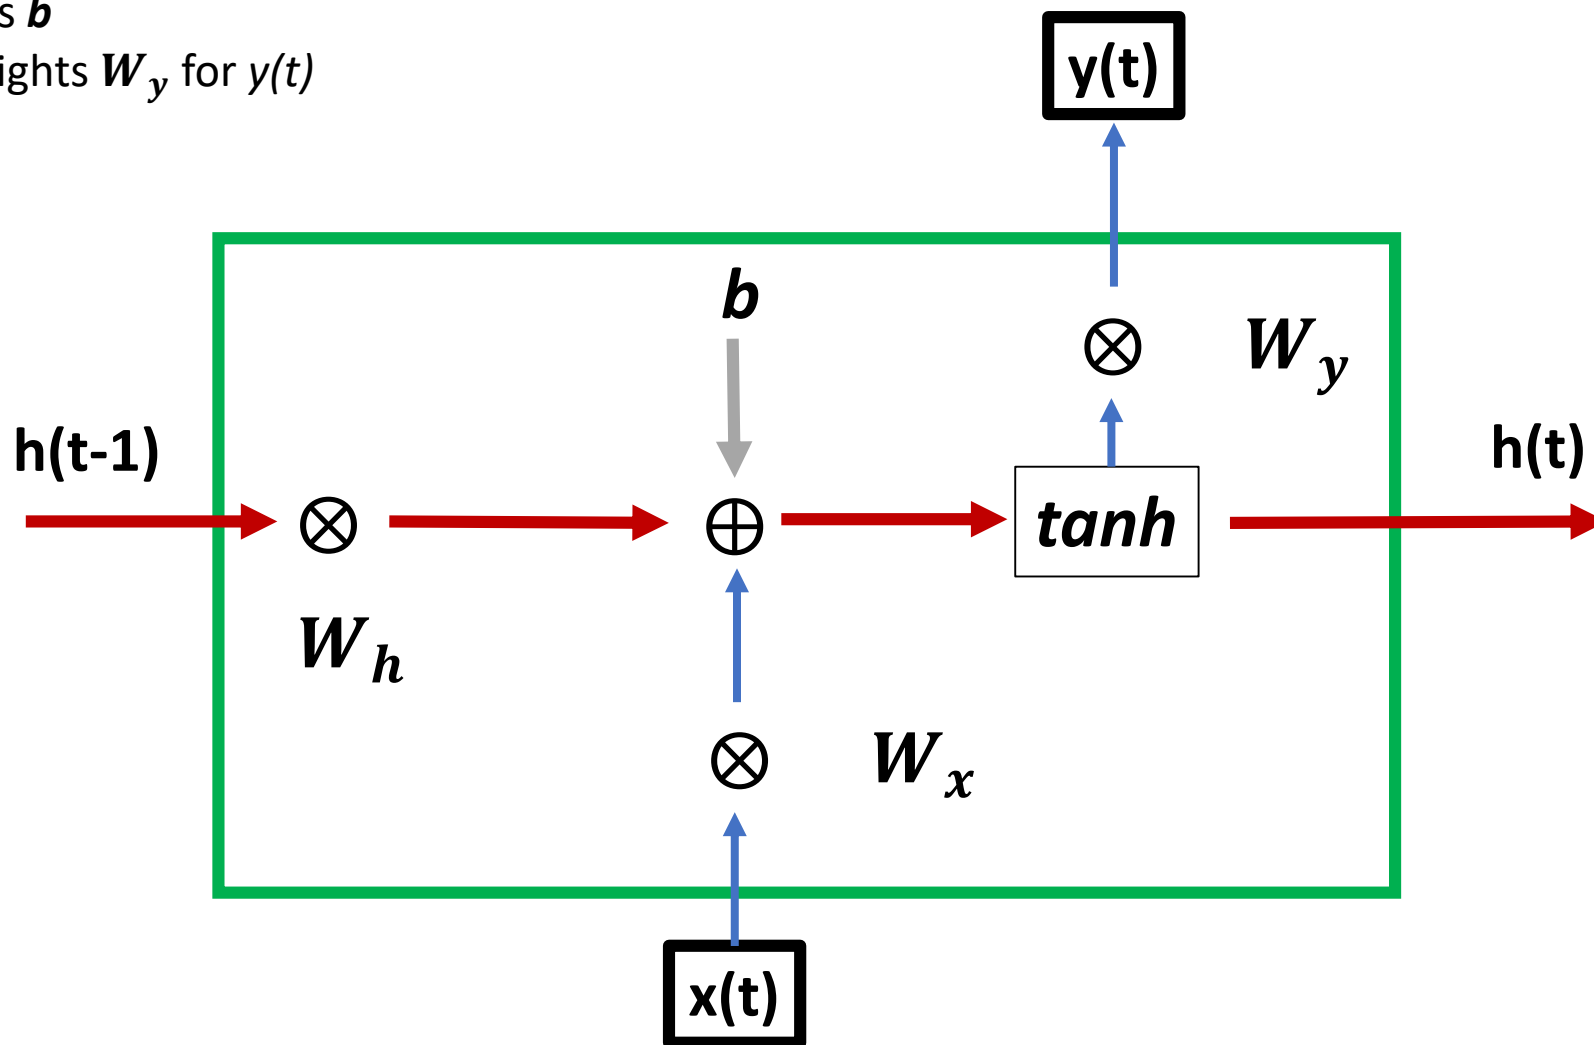 s b
ights W_y for y(t)
y(t)
b
W_y
h(t-1)
h(t)
tanh
W_h
W_x
x(t)